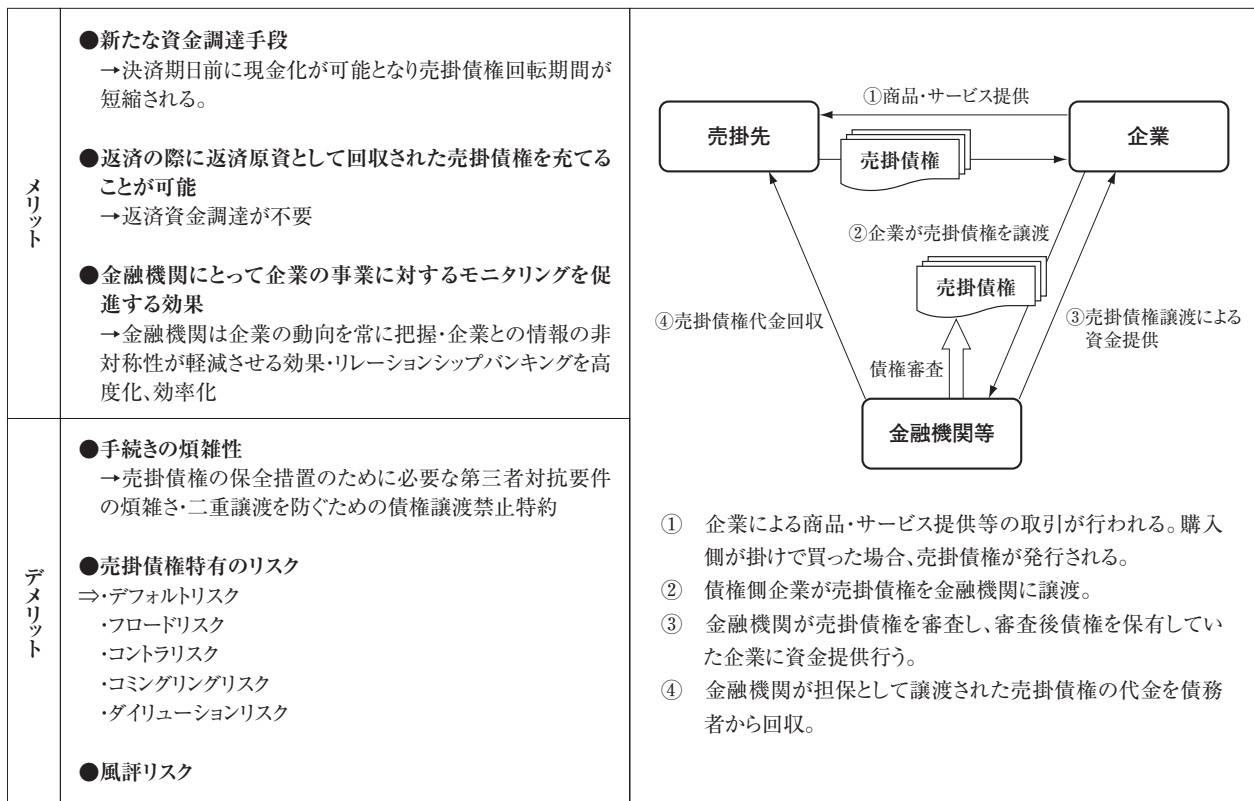 メリット
●新たな資金調達手段
→決済期日前に現金化が可能となり売掛債権回転期間が
短縮される。
●返済の際に返済原資として回収された売掛債権を充てる
ことが可能
→返済資金調達が不要
●金融機関にとって企業の事業に対するモニタリングを促
進する効果
→金融機関は企業の動向を常に把握・企業との情報の非
対称性が軽減させる効果・リレーションシップバンキングを高
度化、効率化
デメリット
●手続きの煩雑性
→売掛債権の保全措置のために必要な第三者対抗要件
の煩雑さ・二重譲渡を防ぐための債権譲渡禁止特約
●売掛債権特有のリスク
⇒・デフォルトリスク
・フロードリスク
・コントラリスク
・コミングリングリスク
・ダイリューションリスク
●風評リスク
①商品・サービス提供
売掛先
企業
売掛債権
②企業が売掛債権を譲渡
売掛債権
④売掛債権代金回収
③売掛債権譲渡による
資金提供
債権審査
金融機関等
① 企業による商品・サービス提供等の取引が行われる。購入
側が掛けで買った場合、売掛債権が発行される。
② 債権側企業が売掛債権を金融機関に譲渡。
③ 金融機関が売掛債権を審査し、審査後債権を保有してい
た企業に資金提供行う。
④ 金融機関が担保として譲渡された売掛債権の代金を債務
者から回収。